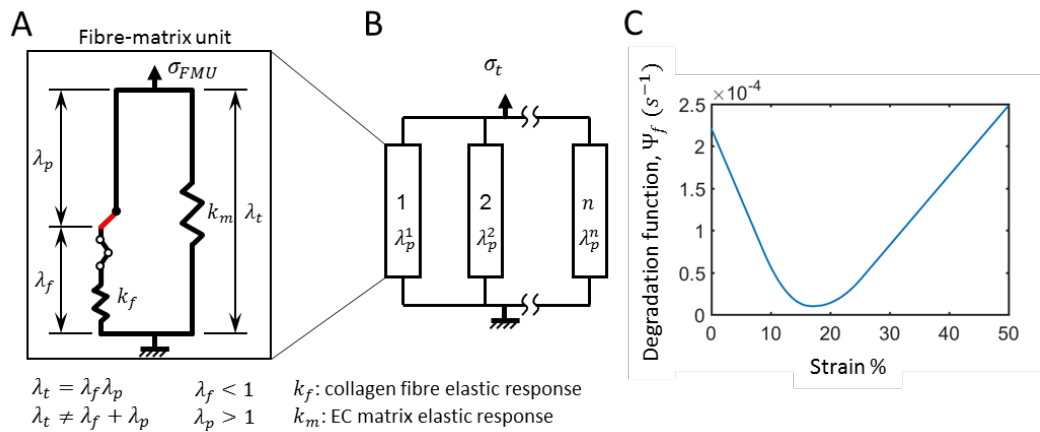 A
Fibre-matrix unit
σ_FMU
λ_p
λ_f
k_f
k_m
λ_t
λ_t = λ_f λ_p
λ_f < 1
k_f: collagen fibre elastic response
λ_t ≠ λ_f + λ_p
λ_p > 1
k_m: EC matrix elastic response
B
σ_t
1
λ_p^1
2
λ_p^2
n
λ_p^n
C
Degradation function, Ψ_f (s^−1)
×10^-4
2.5
2
1.5
1
0.5
0
0 10 20 30 40 50
Strain %